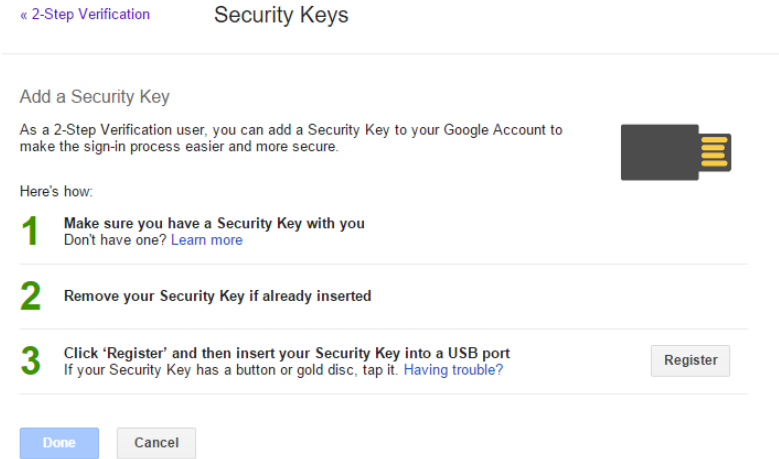 « 2-Step Verification
Security Keys
Add a Security Key
As a 2-Step Verification user, you can add a Security Key to your Google Account to
make the sign-in process easier and more secure.
Here's how:
1
Make sure you have a Security Key with you
Don't have one? Learn more
2
Remove your Security Key if already inserted
3
Click ‘Register’ and then insert your Security Key into a USB port
If your Security Key has a button or gold disc, tap it. Having trouble?
Register
Done
Cancel